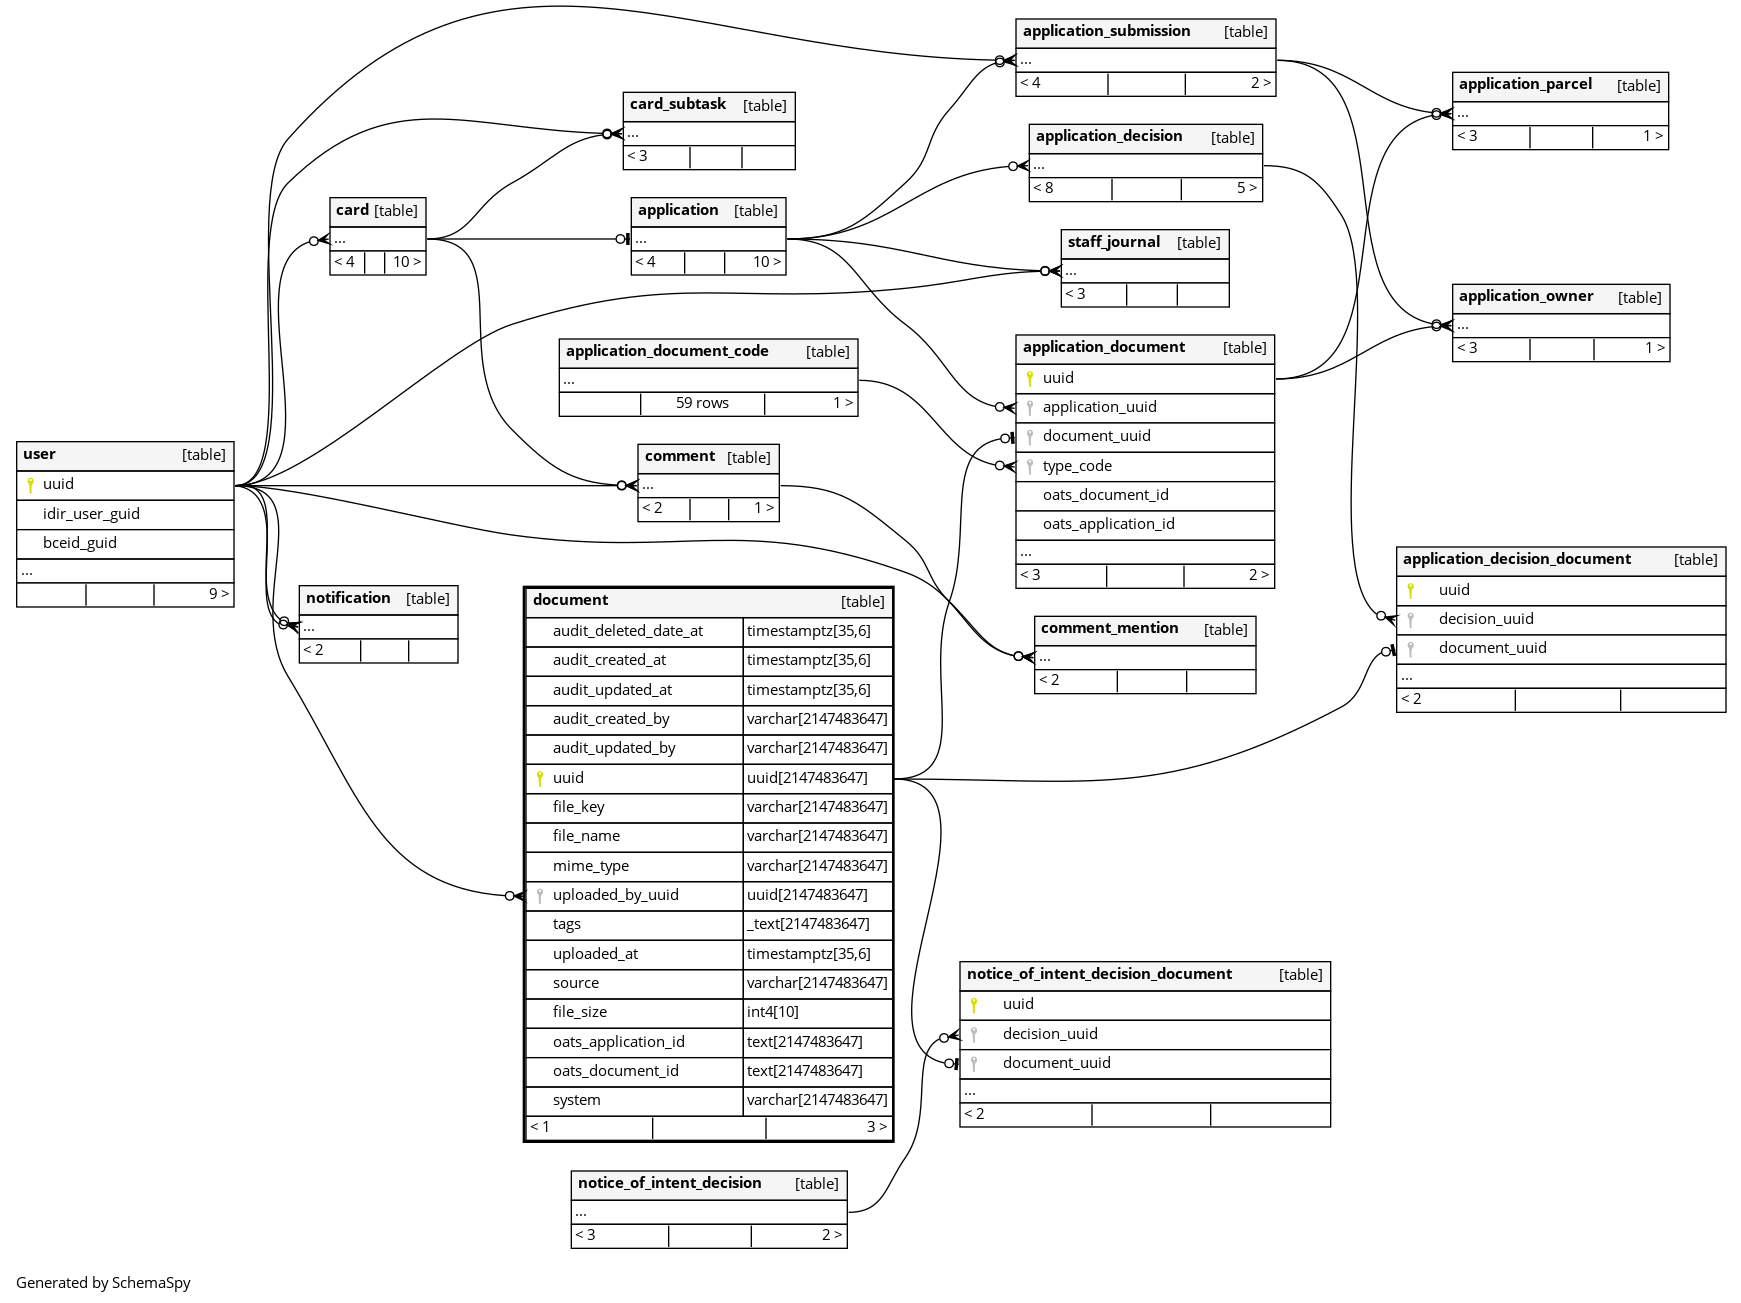 application_submission [table]
...
< 4 2 >
application_parcel [table]
...
< 3 1 >
card_subtask [table]
...
< 3
application_decision [table]
...
< 8 5 >
card [table]
...
< 4 10 >
application [table]
...
< 4 10 >
staff_journal [table]
...
< 3
application_owner [table]
...
< 3 1 >
application_document_code [table]
...
59 rows 1 >
application_document [table]
uuid
application_uuid
document_uuid
type_code
oats_document_id
oats_application_id
...
< 3 2 >
user [table]
uuid
idir_user_guid
bceid_guid
...
9 >
comment [table]
...
< 2 1 >
notification [table]
...
< 2
application_decision_document [table]
uuid
decision_uuid
document_uuid
...
< 2
comment_mention [table]
...
< 2
document [table]
audit_deleted_date_at timestamptz[35,6]
audit_created_at timestamptz[35,6]
audit_updated_at timestamptz[35,6]
audit_created_by varchar[2147483647]
audit_updated_by varchar[2147483647]
uuid uuid[2147483647]
file_key varchar[2147483647]
file_name varchar[2147483647]
mime_type varchar[2147483647]
uploaded_by_uuid uuid[2147483647]
tags _text[2147483647]
uploaded_at timestamptz[35,6]
source varchar[2147483647]
file_size int4[10]
oats_application_id text[2147483647]
oats_document_id text[2147483647]
system varchar[2147483647]
< 1 3 >
notice_of_intent_decision_document [table]
uuid
decision_uuid
document_uuid
...
< 2
notice_of_intent_decision [table]
...
< 3 2 >
Generated by SchemaSpy